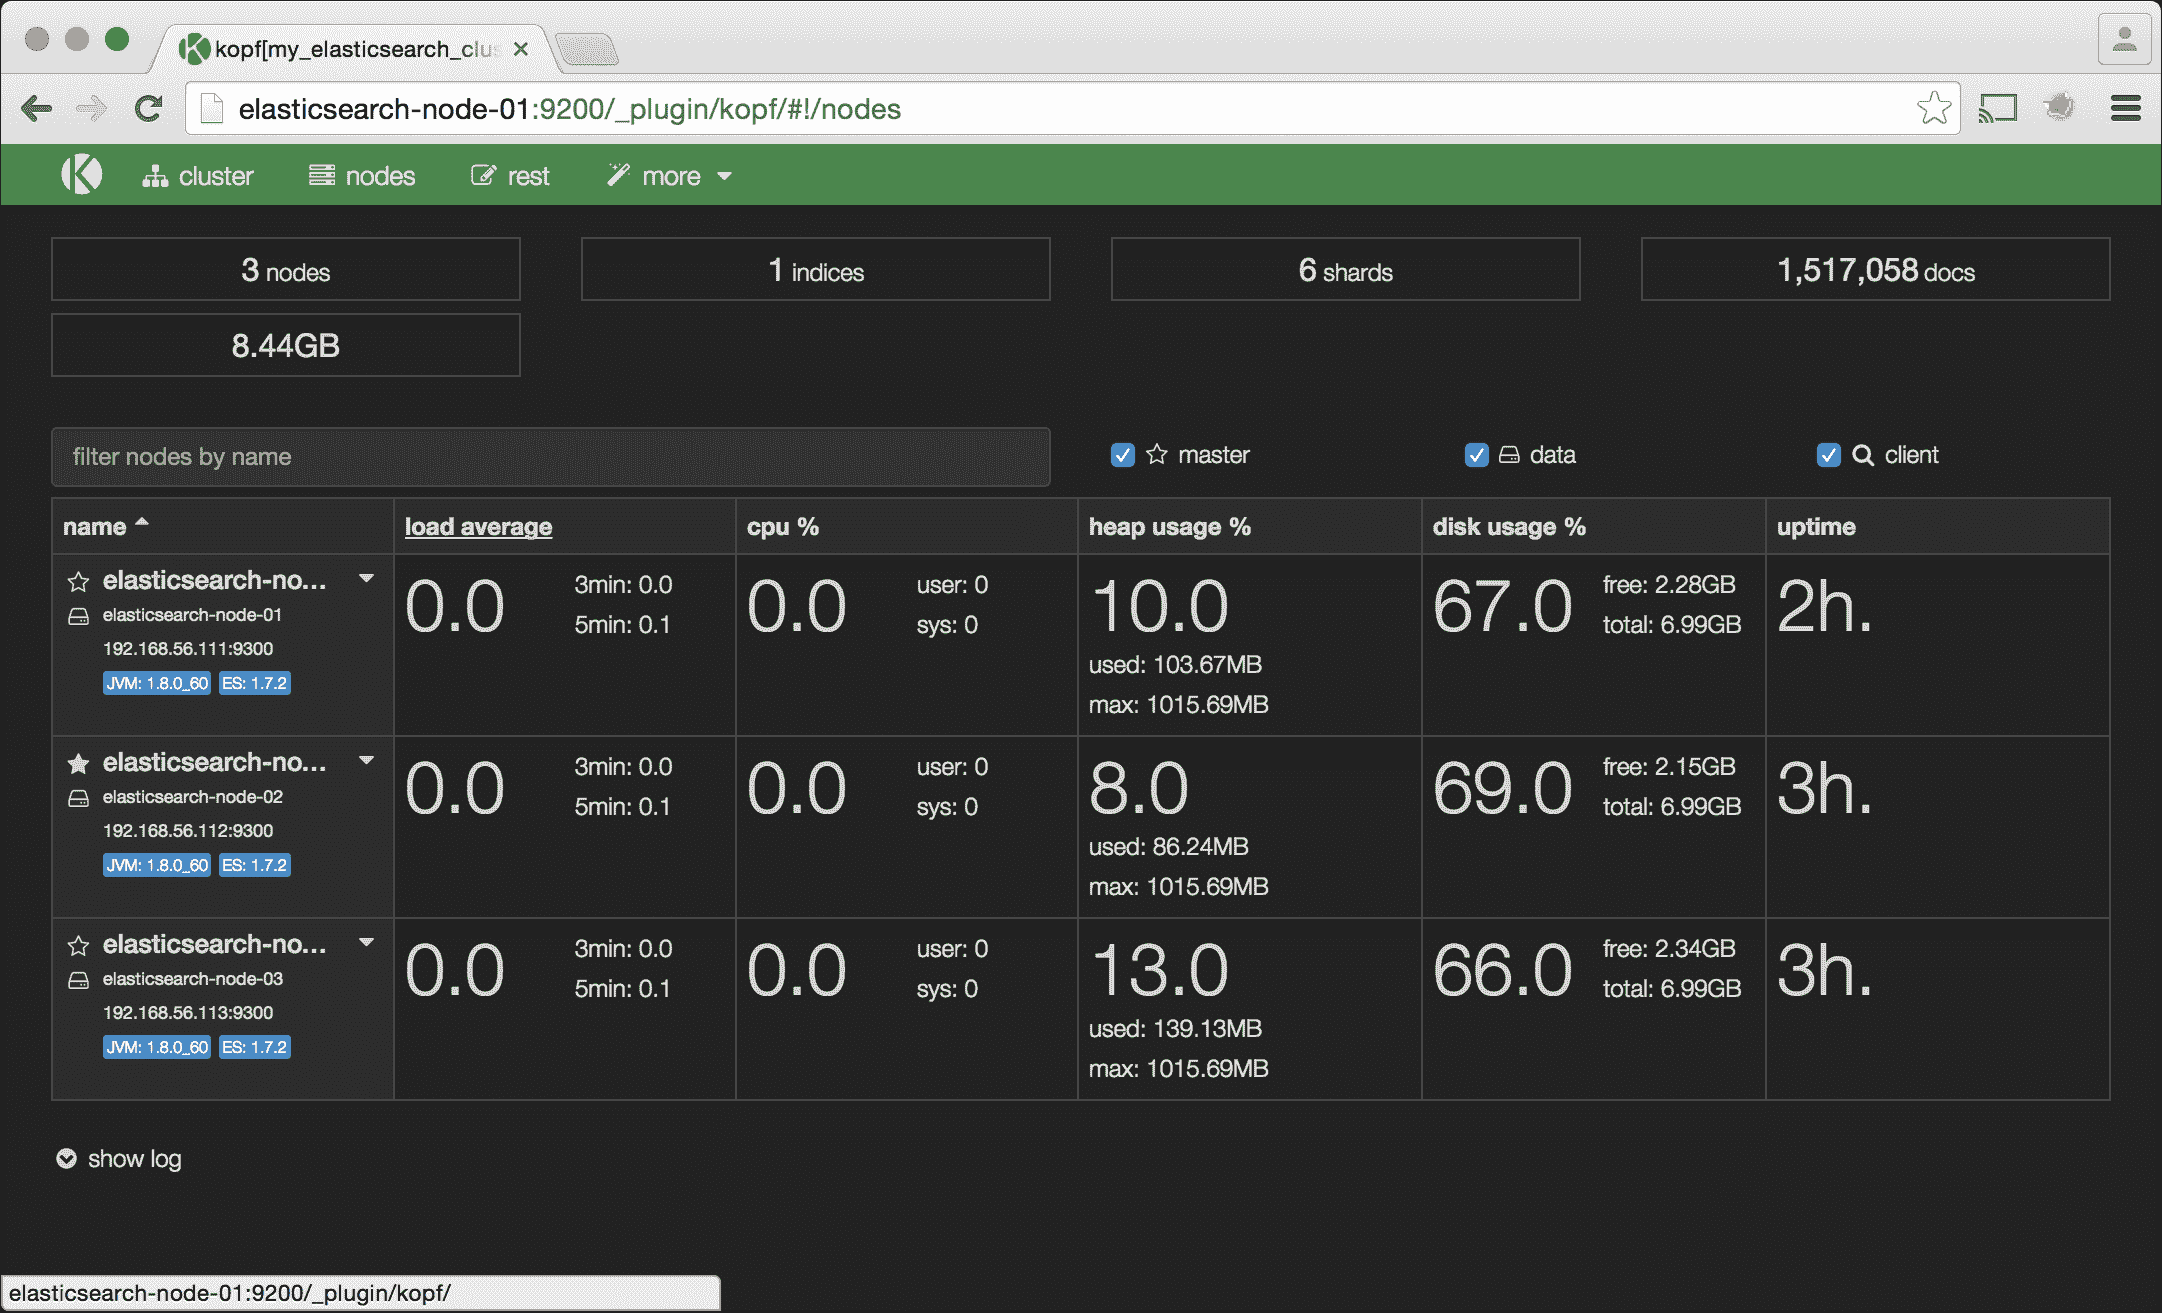 kopf[my_elasticsearch_clus
elasticsearch-node-01:9200/_plugin/kopf/#!/nodes
cluster nodes rest more
3 nodes 1 indices 6 shards 1,517,058 docs
8.44GB
filter nodes by name master data client
name load average cpu % heap usage % disk usage % uptime
elasticsearch-no... 0.0 3min: 0.0 0.0 user: 0 10.0 67.0 free: 2.28GB 2h.
elasticsearch-node-01 5min: 0.1 sys: 0 total: 6.99GB
192.168.56.111:9300 used: 103.67MB
JVM: 1.8.0_60 ES: 1.7.2 max: 1015.69MB
elasticsearch-no... 0.0 3min: 0.0 0.0 user: 0 8.0 69.0 free: 2.15GB 3h.
elasticsearch-node-02 5min: 0.1 sys: 0 total: 6.99GB
192.168.56.112:9300 used: 86.24MB
JVM: 1.8.0_60 ES: 1.7.2 max: 1015.69MB
elasticsearch-no... 0.0 3min: 0.0 0.0 user: 0 13.0 66.0 free: 2.34GB 3h.
elasticsearch-node-03 5min: 0.1 sys: 0 total: 6.99GB
192.168.56.113:9300 used: 139.13MB
JVM: 1.8.0_60 ES: 1.7.2 max: 1015.69MB
show log
elasticsearch-node-01:9200/_plugin/kopf/